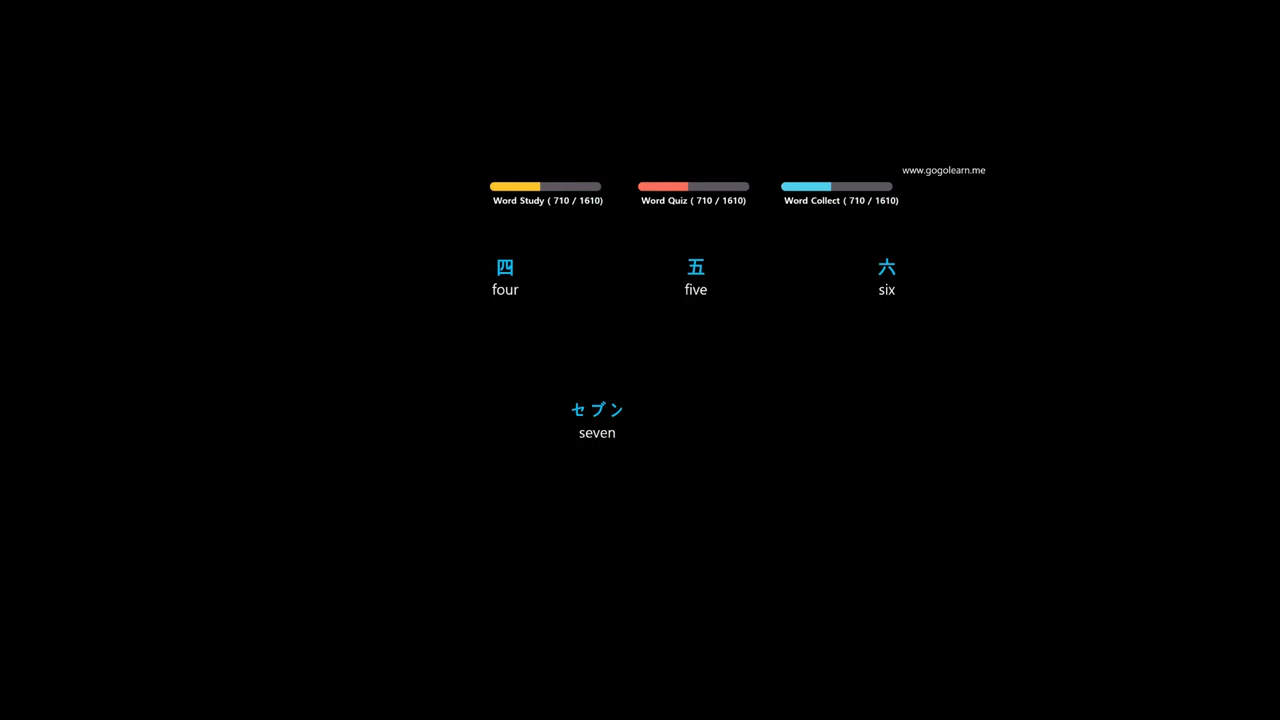 www.gogolearn.me
Word Study ( 710 / 1610) Word Quiz ( 710 / 1610) Word Collect ( 710 / 1610)
四 五 六
four five six
セブン
seven